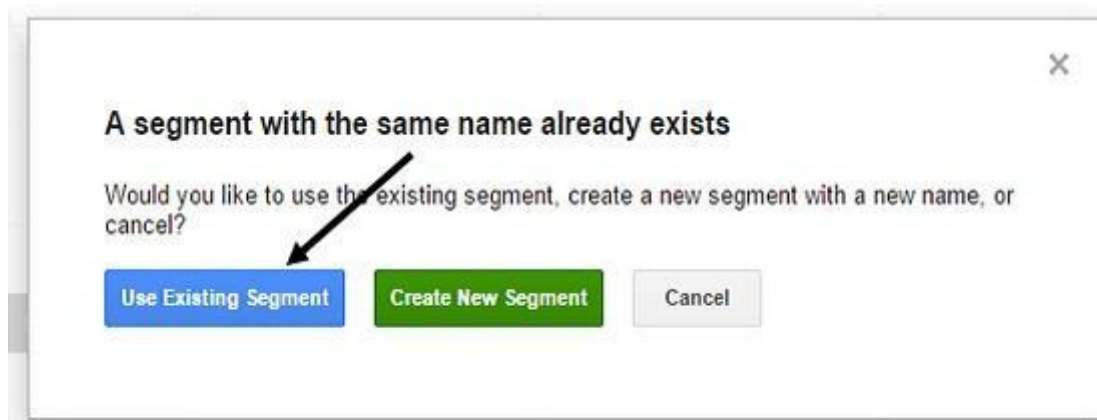 A segment with the same name already exists
Would you like to use the existing segment, create a new segment with a new name, or
cancel?
Use Existing Segment Create New Segment Cancel